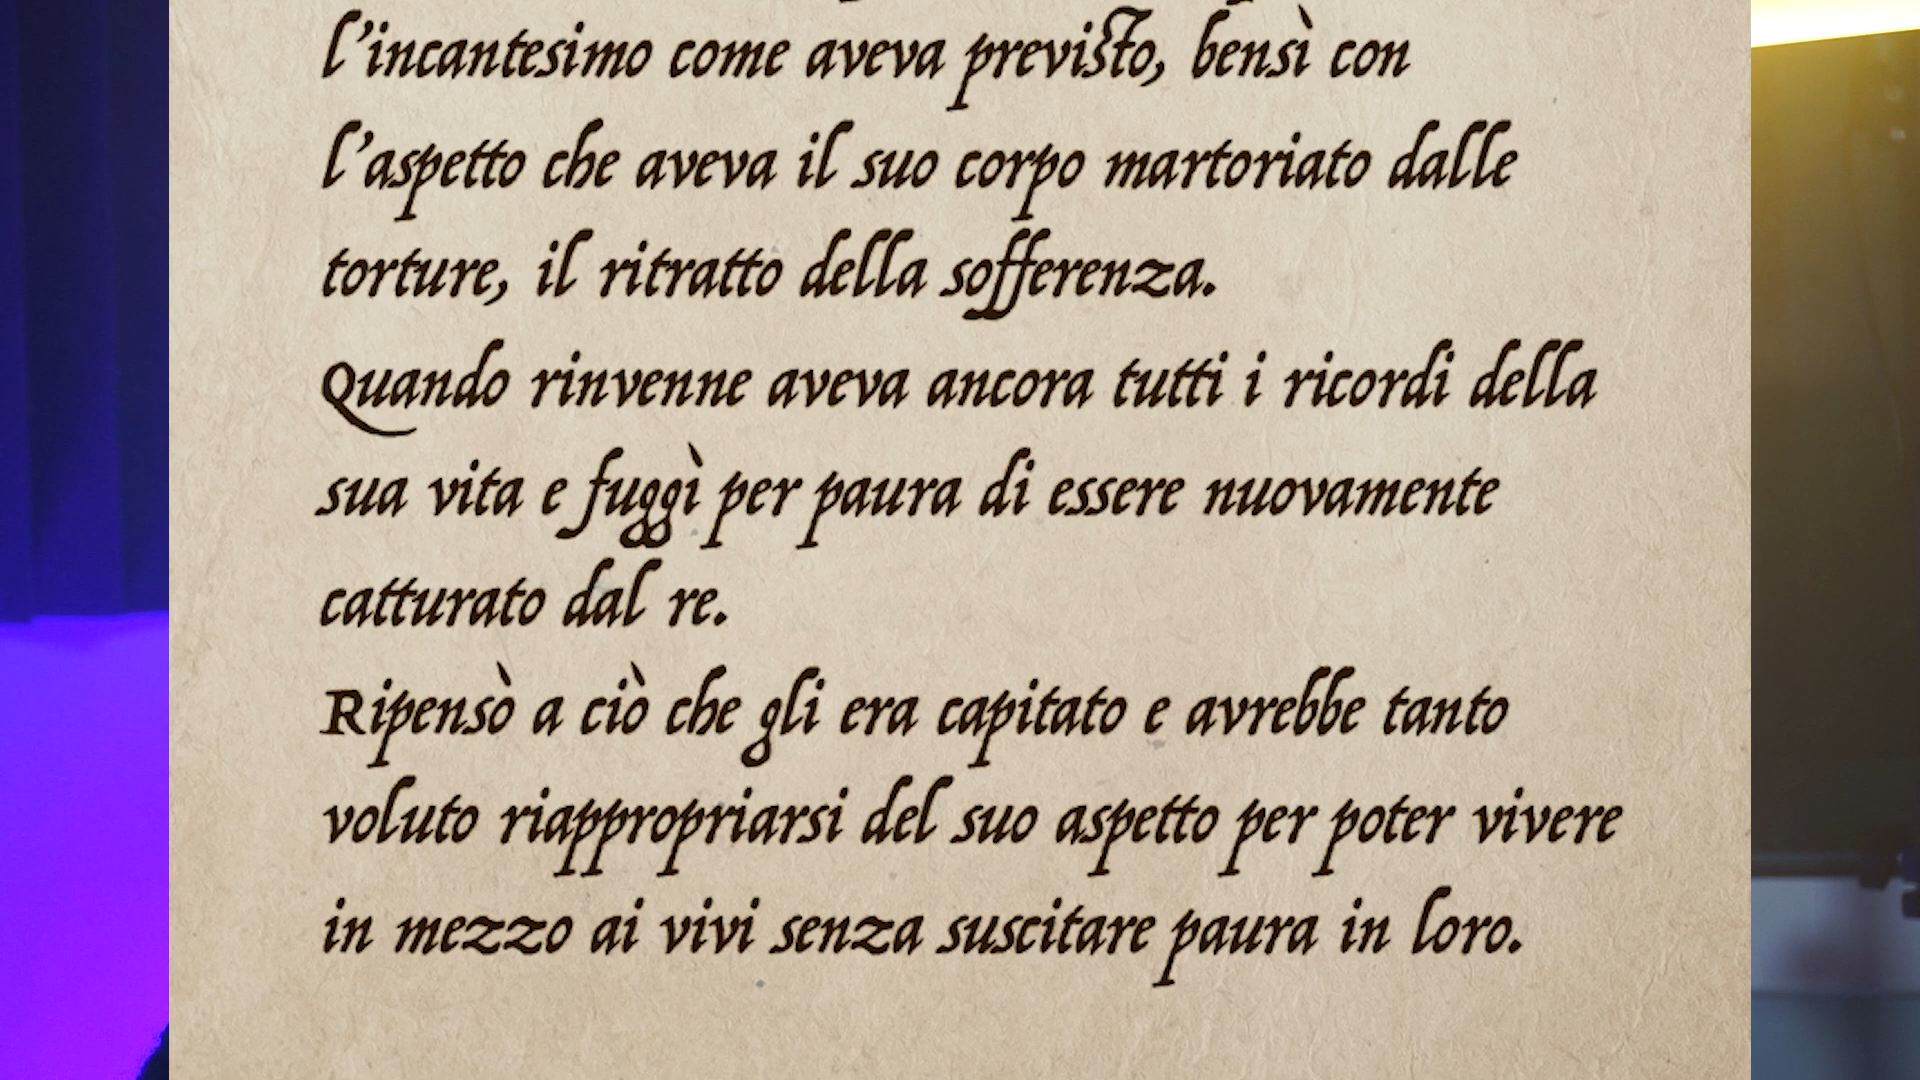 l'incantesimo come aveva previsto, bensì con
l'aspetto che aveva il suo corpo martoriato dalle
torture, il ritratto della sofferenza.
Quando rinvenne aveva ancora tutti i ricordi della
sua vita e fuggì per paura di essere nuovamente
catturato dal re.
Ripensò a ciò che gli era capitato e avrebbe tanto
voluto riappropriarsi del suo aspetto per poter vivere
in mezzo ai vivi senza suscitare paura in loro.